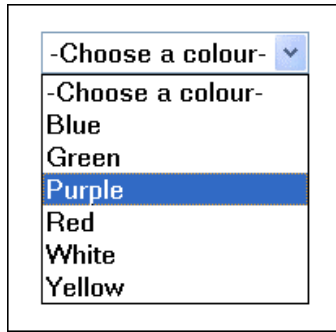 -Choose a colour-
-Choose a colour-
Blue
Green
Purple
Red
White
Yellow